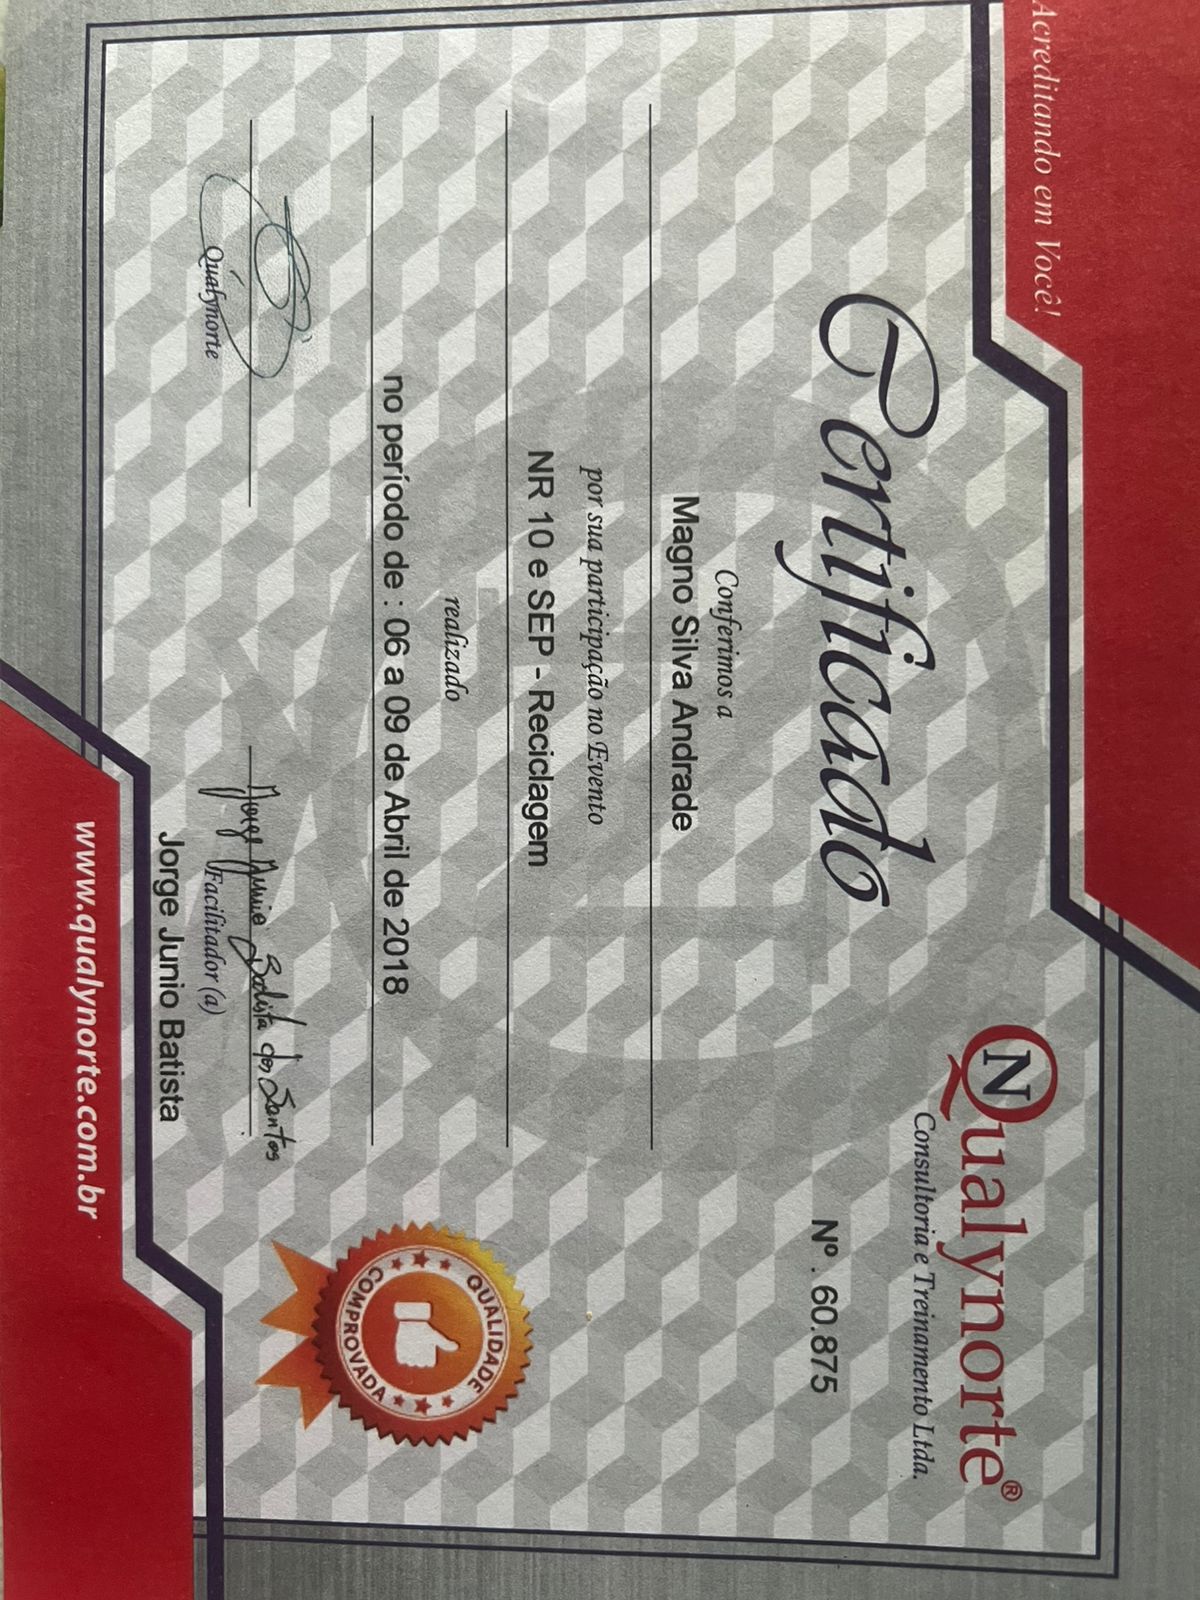 Acreditando em Você!
Qualynorte®
Consultoria e Treinamento Ltda.
Certificado
Nº . 60.875
Conferimos a
Magno Silva Andrade
por sua participação no Evento
NR 10 e SEP - Reciclagem
realizado
no período de : 06 a 09 de Abril de 2018
Qualynorte
Jorge Junio Batista dos Santos
Facilitador (a)
Jorge Junio Batista
QUALIDADE
COMPROVADA
www.qualynorte.com.br